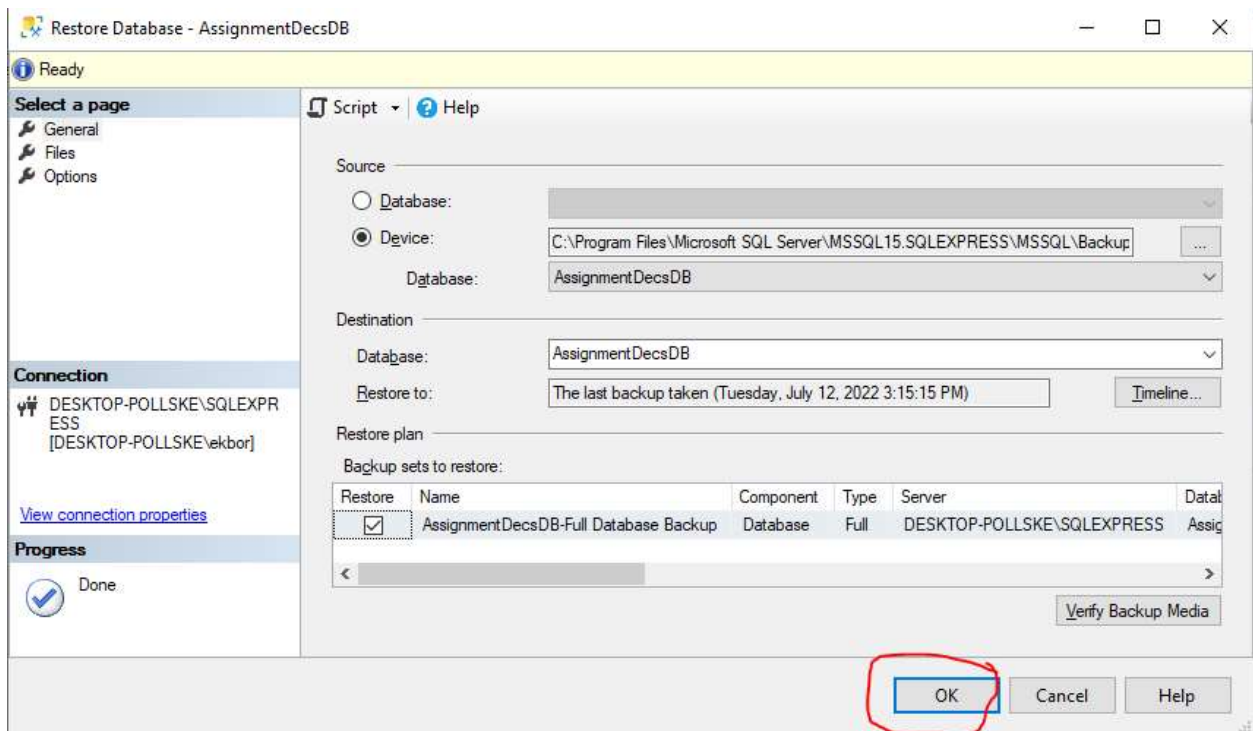 Restore Database - AssignmentDecsDB
Ready
Select a page
General
Files
Options
Script
Help
Source
Database:
Device:
C:\Program Files\Microsoft SQL Server\MSSQL15.SQLEXPRESS\MSSQL\Backup
...
Database:
AssignmentDecsDB
Destination
Database:
AssignmentDecsDB
Restore to:
The last backup taken (Tuesday, July 12, 2022 3:15:15 PM)
Timeline...
Restore plan
Backup sets to restore:
Restore Name Component Type Server Datab
AssignmentDecsDB-Full Database Backup Database Full DESKTOP-POLLSKE\SQLEXPRESS Assig
Verify Backup Media
Connection
DESKTOP-POLLSKE\SQLEXPR
ESS
[DESKTOP-POLLSKE\ekbor]
View connection properties
Progress
Done
OK Cancel Help